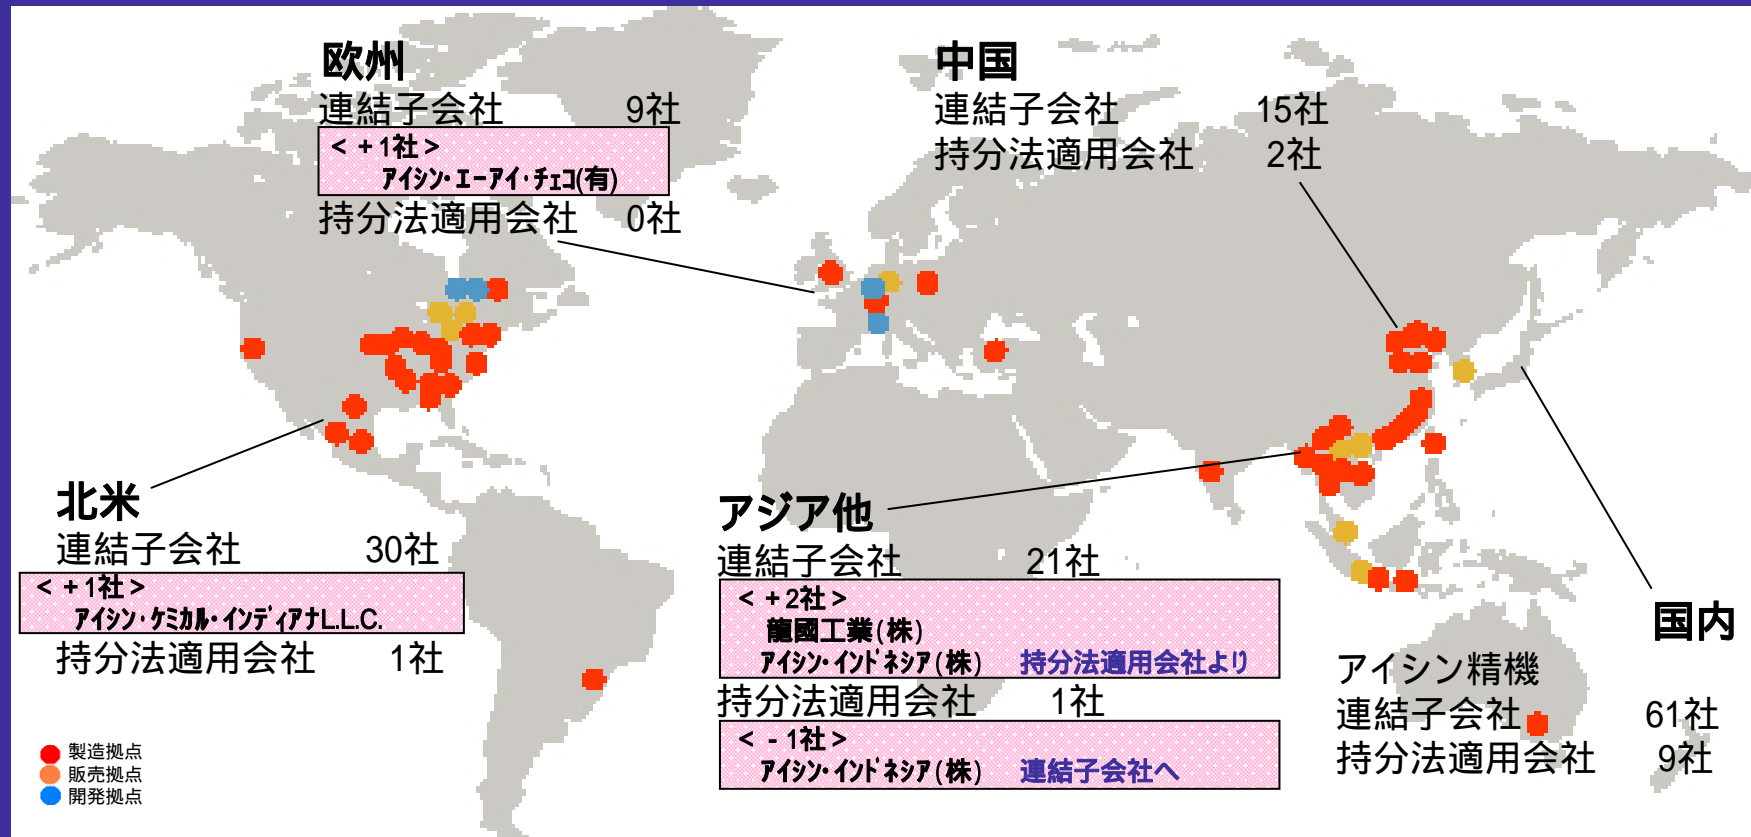 欧州
連結子会社 9社
< +1社 >
ｱｲｼﾝ･ｴｰｱｲ･ﾁｪｺ(有)
持分法適用会社 0社
中国
連結子会社 15社
持分法適用会社 2社
北米
連結子会社 30社
< +1社 >
ｱｲｼﾝ･ｹﾐｶﾙ･ｲﾝﾃﾞｨｱﾅL.L.C.
持分法適用会社 1社
アジア他
連結子会社 21社
< +2社 >
龍國工業(株)
ｱｲｼﾝ･ｲﾝﾄﾞﾈｼｱ(株) 持分法適用会社より
持分法適用会社 1社
< -1社 >
ｱｲｼﾝ･ｲﾝﾄﾞﾈｼｱ(株) 連結子会社へ
国内
アイシン精機
連結子会社 61社
持分法適用会社 9社
製造拠点
販売拠点
開発拠点